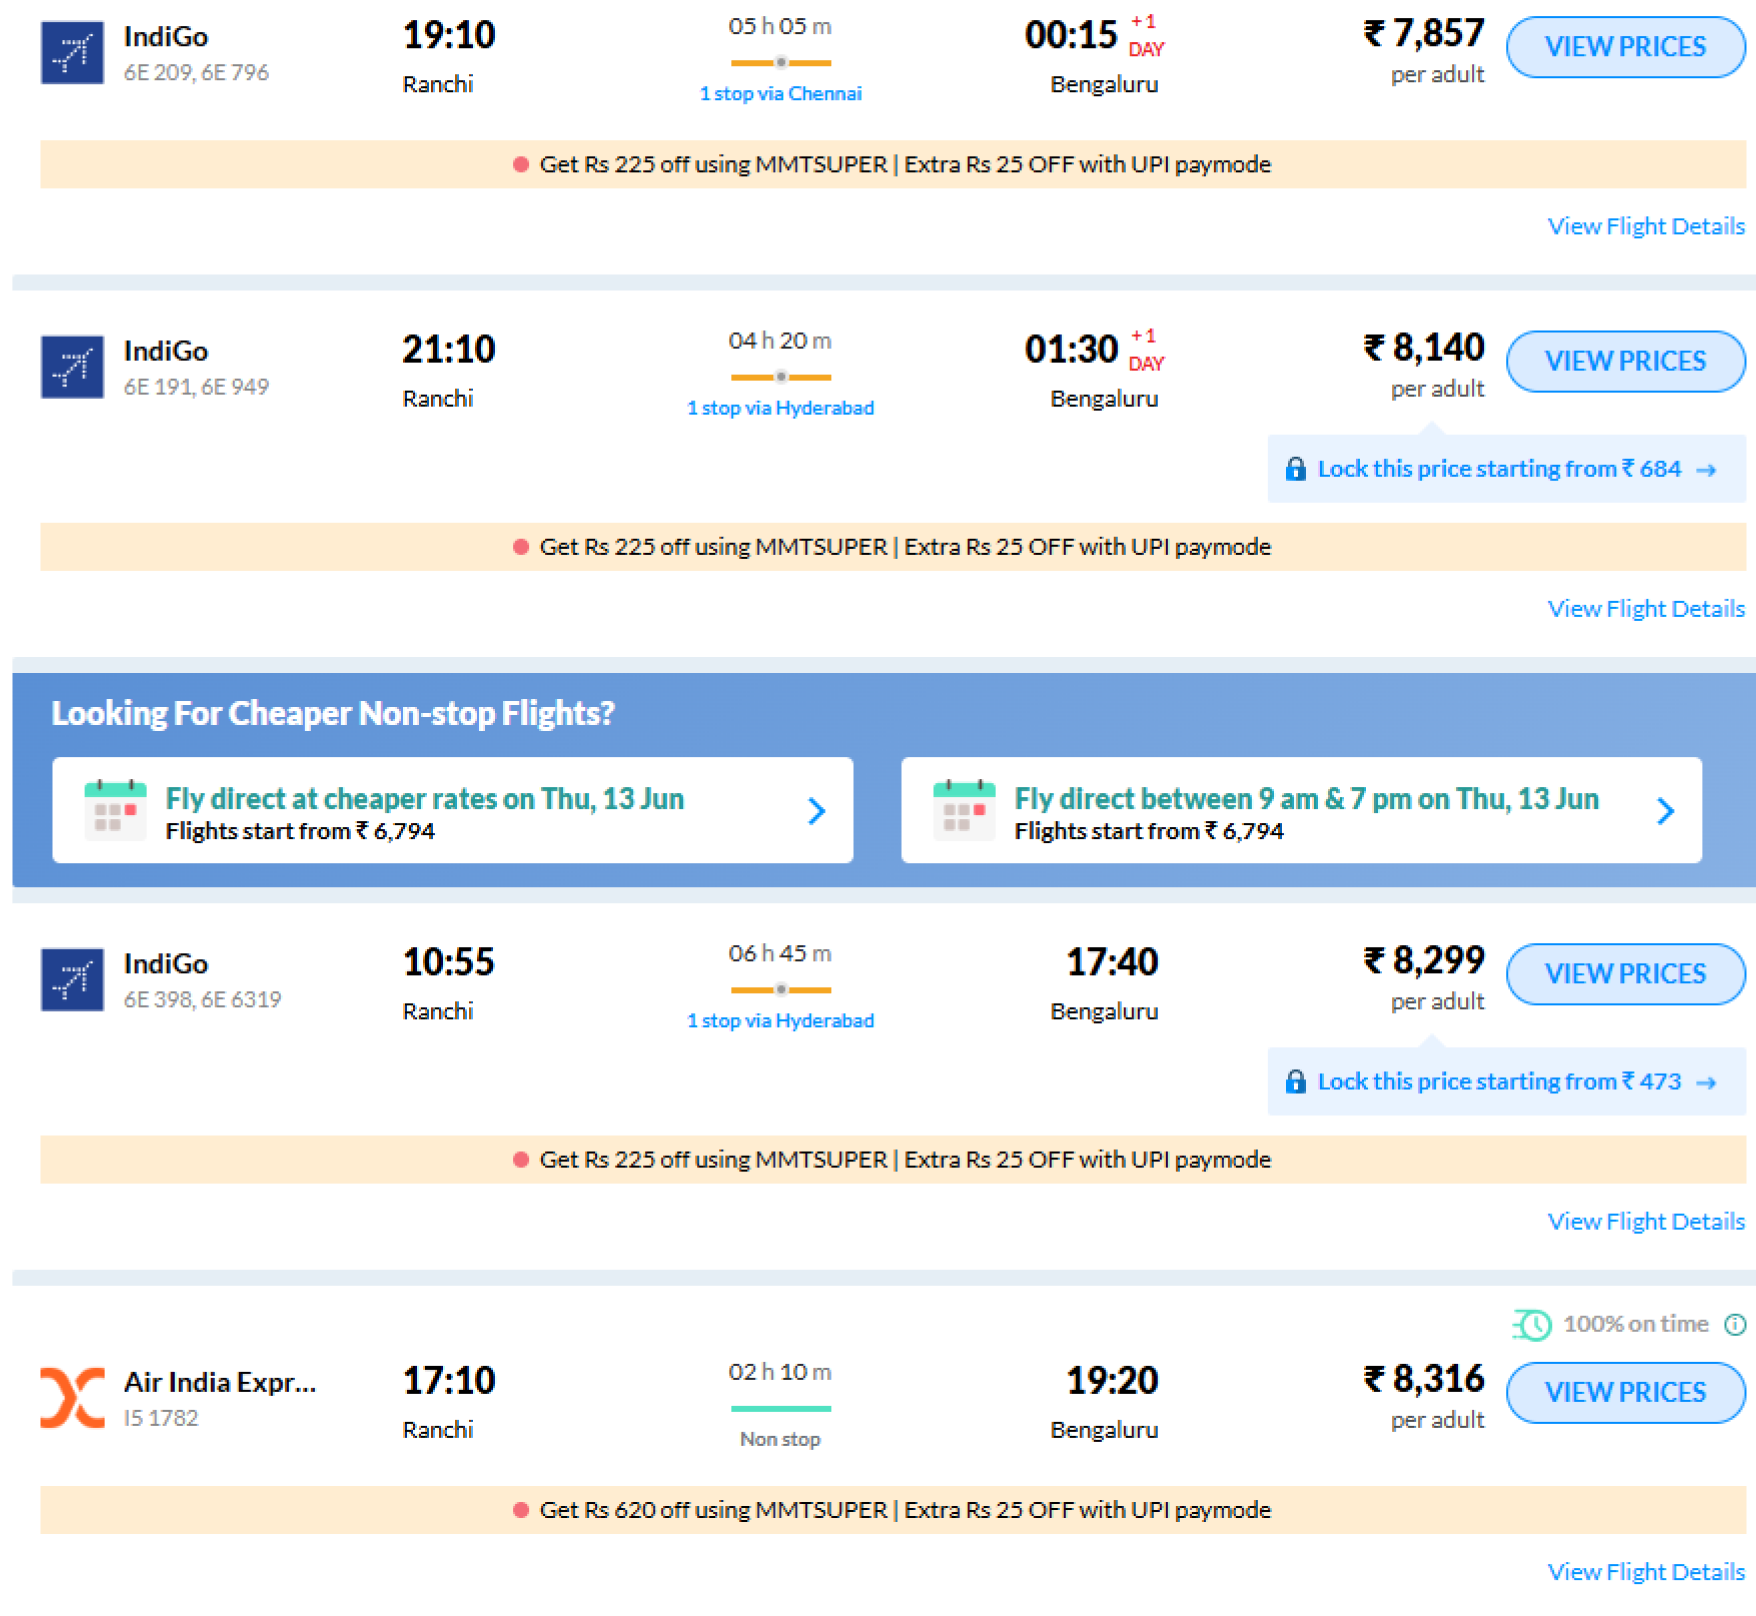 IndiGo 19:10 05 h 05 m 00:15 +1 DAY ₹ 7,857 VIEW PRICES
6E 209, 6E 796 Ranchi 1 stop via Chennai Bengaluru per adult
Get Rs 225 off using MMTSUPER | Extra Rs 25 OFF with UPI paymode
View Flight Details
IndiGo 21:10 04 h 20 m 01:30 +1 DAY ₹ 8,140 VIEW PRICES
6E 191, 6E 949 Ranchi 1 stop via Hyderabad Bengaluru per adult
Lock this price starting from ₹ 684 →
Get Rs 225 off using MMTSUPER | Extra Rs 25 OFF with UPI paymode
View Flight Details
Looking For Cheaper Non-stop Flights?
Fly direct at cheaper rates on Thu, 13 Jun
Flights start from ₹ 6,794
Fly direct between 9 am & 7 pm on Thu, 13 Jun
Flights start from ₹ 6,794
IndiGo 10:55 06 h 45 m 17:40 ₹ 8,299 VIEW PRICES
6E 398, 6E 6319 Ranchi 1 stop via Hyderabad Bengaluru per adult
Lock this price starting from ₹ 473 →
Get Rs 225 off using MMTSUPER | Extra Rs 25 OFF with UPI paymode
View Flight Details
100% on time
Air India Expr... 17:10 02 h 10 m 19:20 ₹ 8,316 VIEW PRICES
I5 1782 Ranchi Non stop Bengaluru per adult
Get Rs 620 off using MMTSUPER | Extra Rs 25 OFF with UPI paymode
View Flight Details